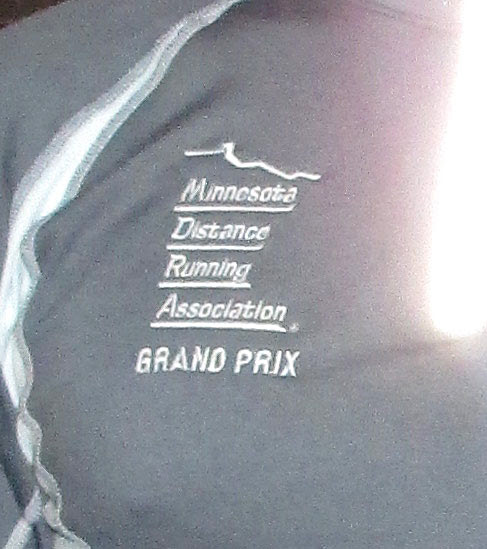 Minnesota
Distance
Running
Association
GRAND PRIX